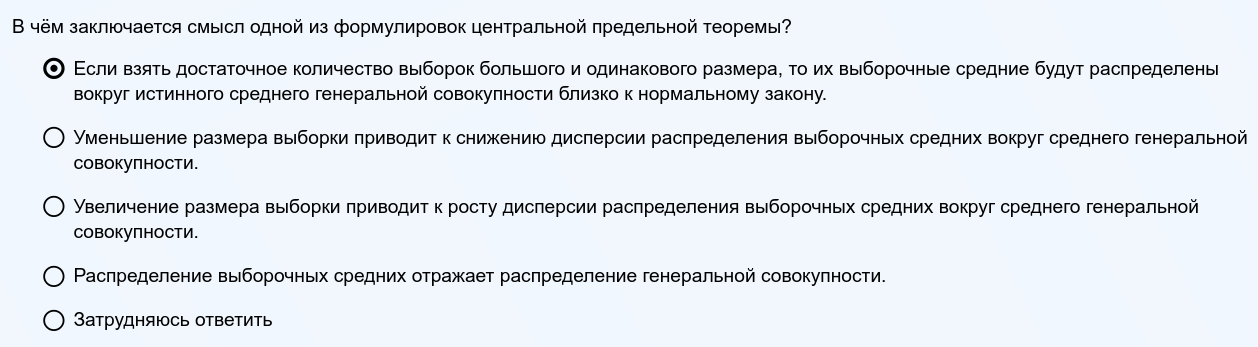 В чём заключается смысл одной из формулировок центральной предельной теоремы?
Если взять достаточное количество выборок большого и одинакового размера, то их выборочные средние будут распределены
вокруг истинного среднего генеральной совокупности близко к нормальному закону.
Уменьшение размера выборки приводит к снижению дисперсии распределения выборочных средних вокруг среднего генеральной
совокупности.
Увеличение размера выборки приводит к росту дисперсии распределения выборочных средних вокруг среднего генеральной
совокупности.
Распределение выборочных средних отражает распределение генеральной совокупности.
Затрудняюсь ответить